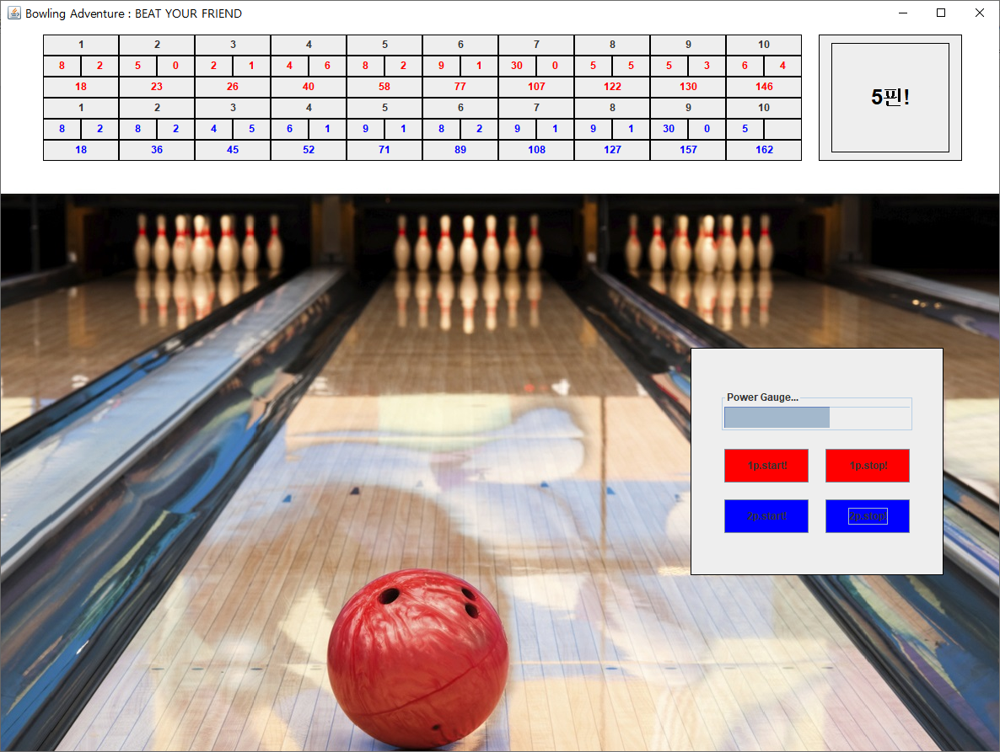 Bowling Adventure : BEAT YOUR FRIEND
1 2 3 4 5 6 7 8 9 10
8 2 5 0 2 1 4 6 8 2 9 1 30 0 5 5 5 3 6 4
18 23 26 40 58 77 107 122 130 146
1 2 3 4 5 6 7 8 9 10
8 2 8 2 4 5 6 1 9 1 8 2 9 1 9 1 30 0 5
18 36 45 52 71 89 108 127 157 162
5핀!
Power Gauge...
1p.start! 1p.stop!
2p.start! 2p.stop!